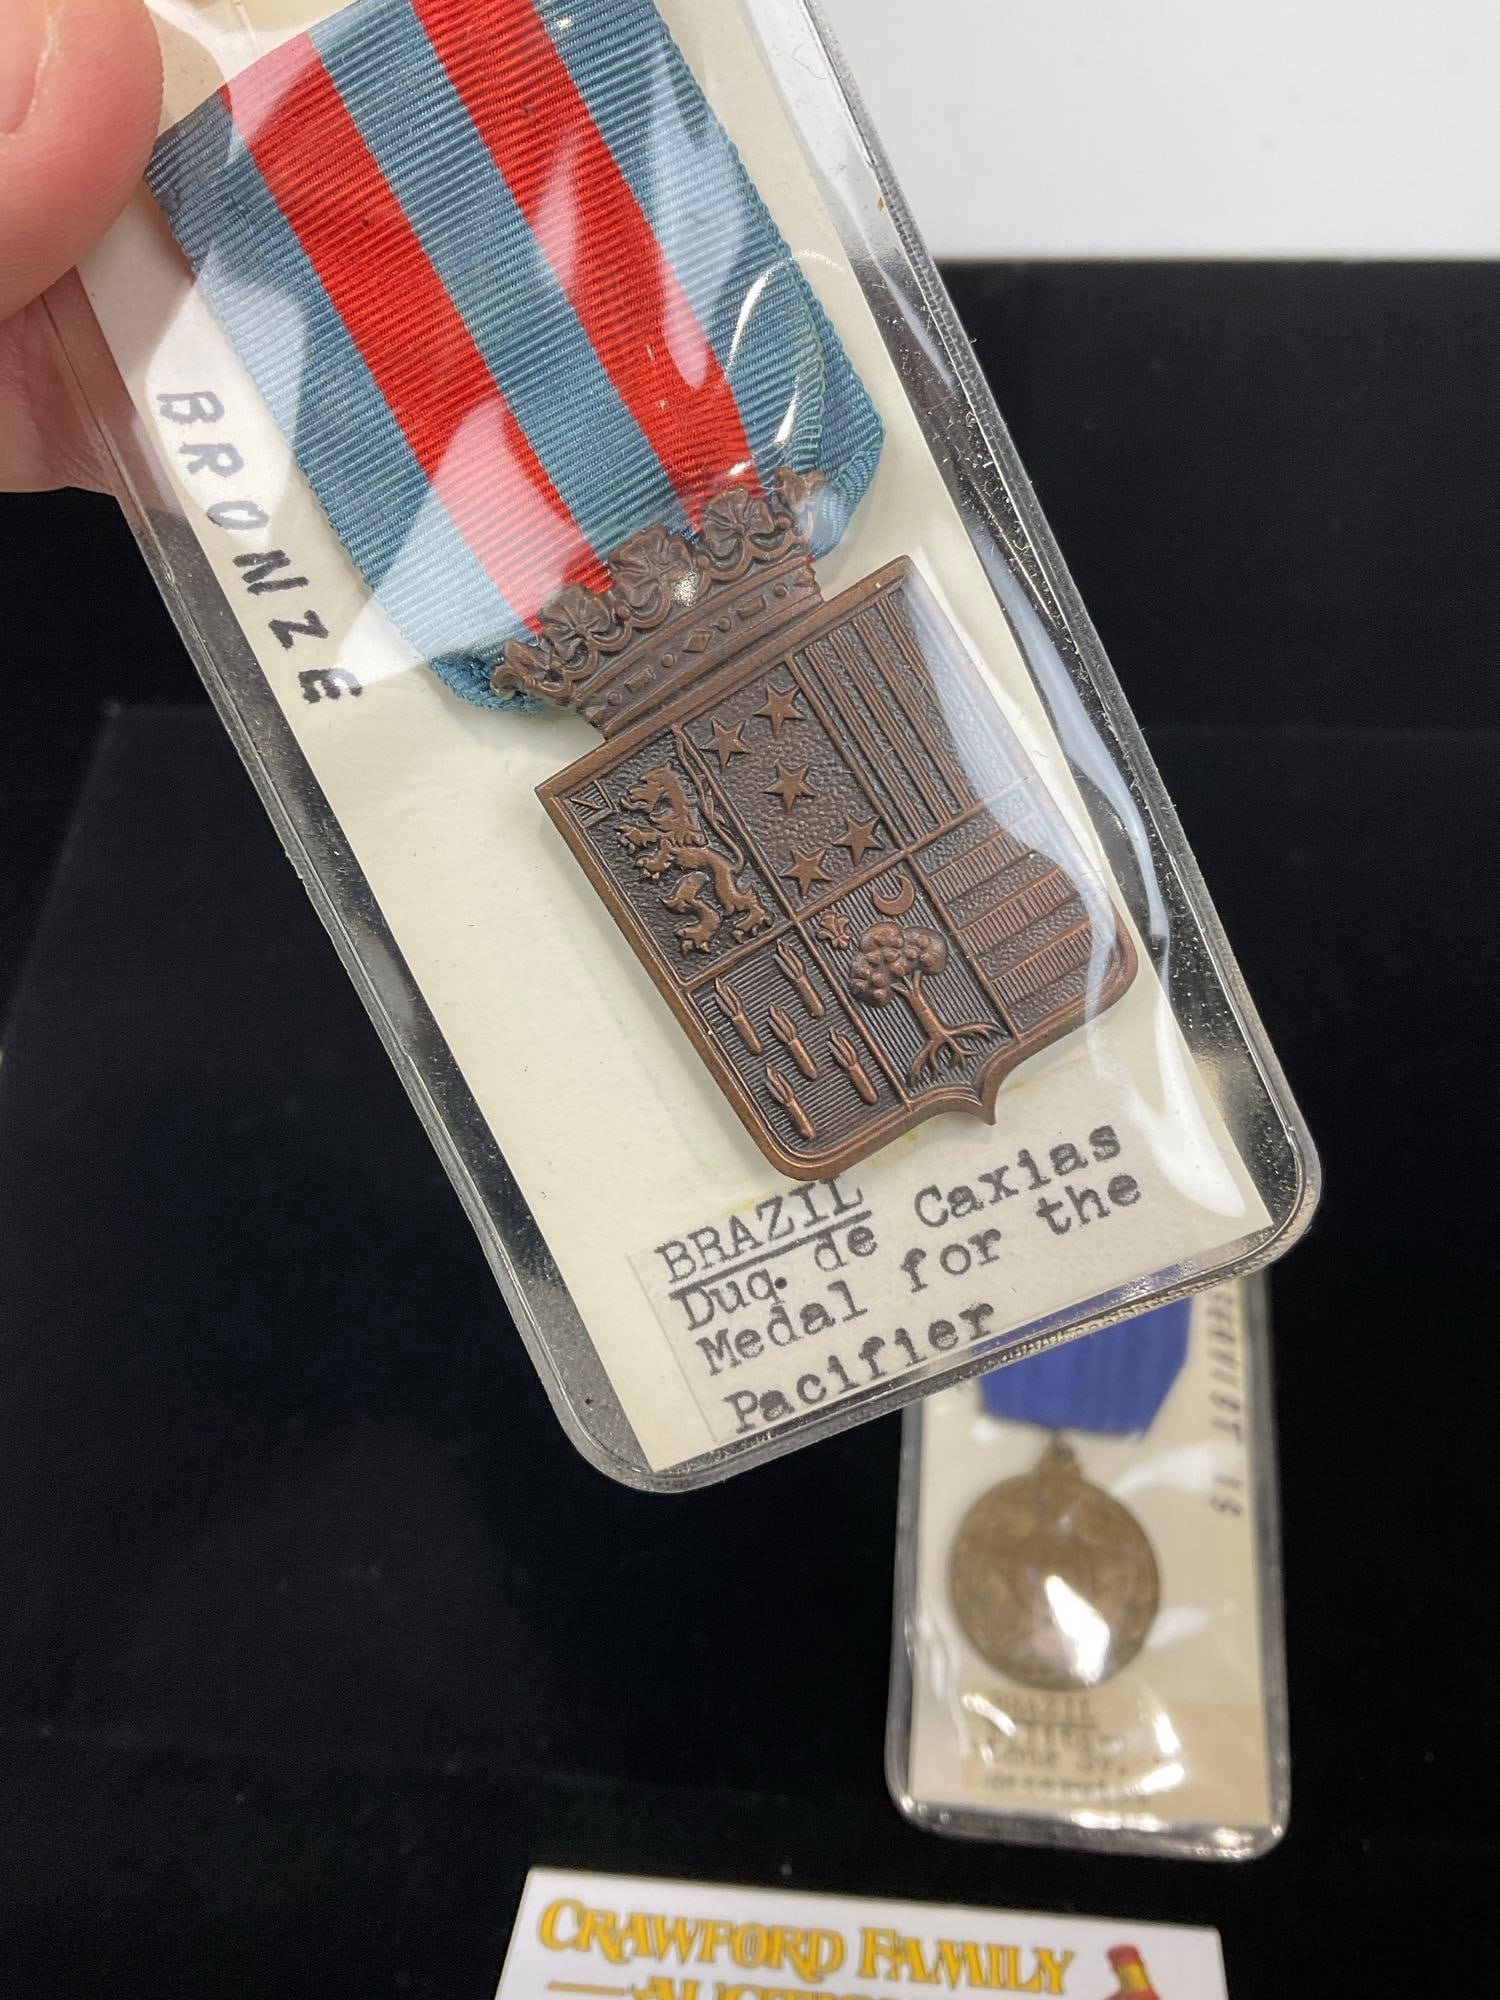 BRONZE
BRAZIL
Duq. de Caxias
Medal for the
Pacifier
BRAZIL
CRAWFORD FAMILY